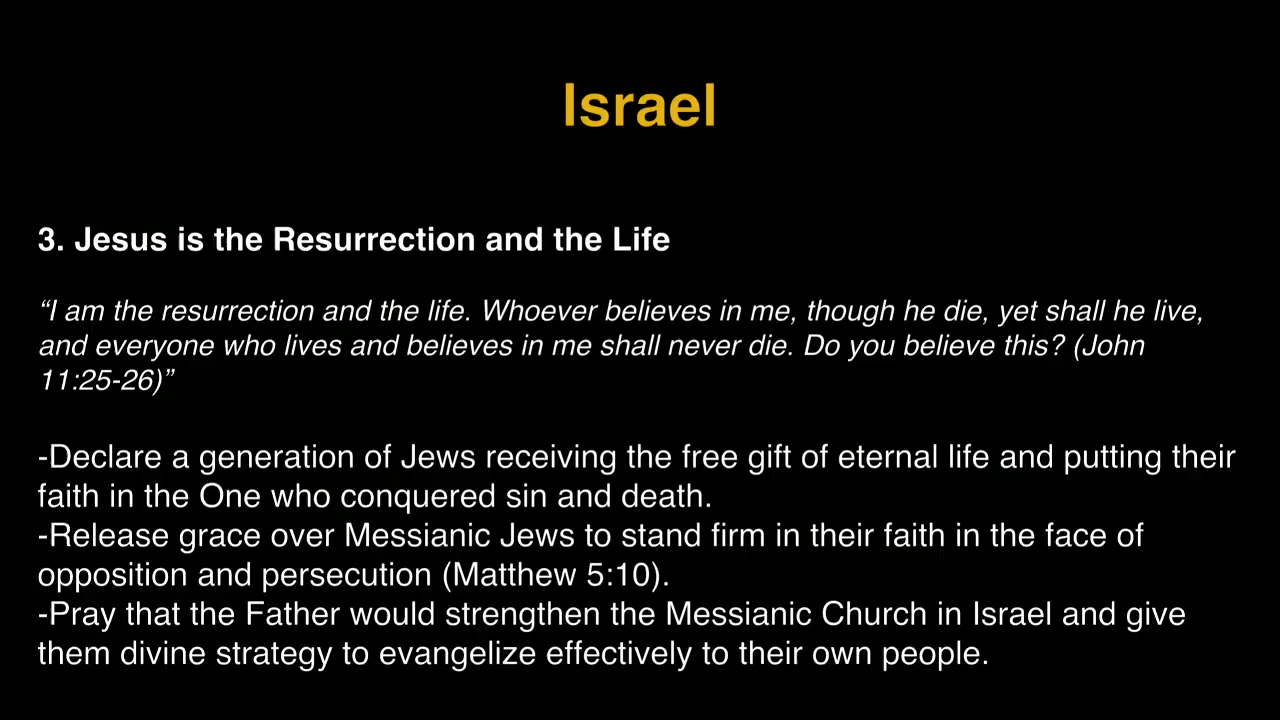 Israel
3. Jesus is the Resurrection and the Life
“I am the resurrection and the life. Whoever believes in me, though he die, yet shall he live,
and everyone who lives and believes in me shall never die. Do you believe this? (John
11:25-26)”
-Declare a generation of Jews receiving the free gift of eternal life and putting their
faith in the One who conquered sin and death.
-Release grace over Messianic Jews to stand firm in their faith in the face of
opposition and persecution (Matthew 5:10).
-Pray that the Father would strengthen the Messianic Church in Israel and give
them divine strategy to evangelize effectively to their own people.